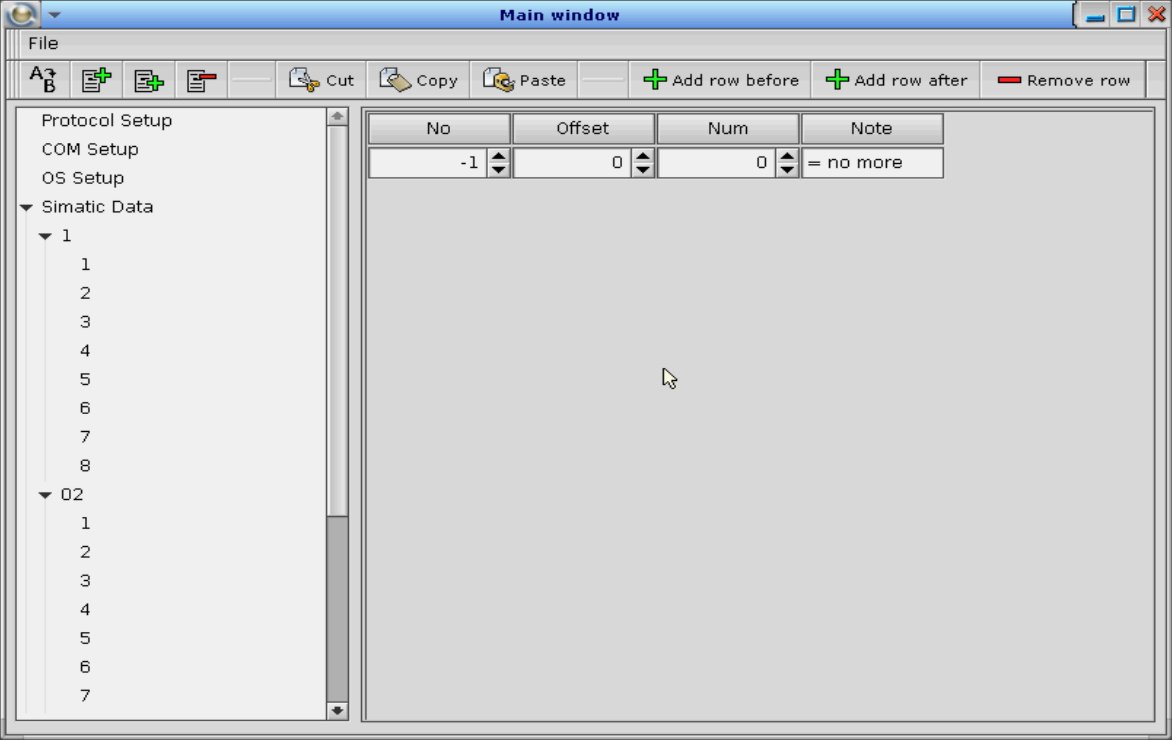 Main window
File
A B Cut Copy Paste Add row before Add row after Remove row
Protocol Setup
COM Setup
OS Setup
Simatic Data
1
1
2
3
4
5
6
7
8
02
1
2
3
4
5
6
7
No Offset Num Note
-1 0 0 = no more